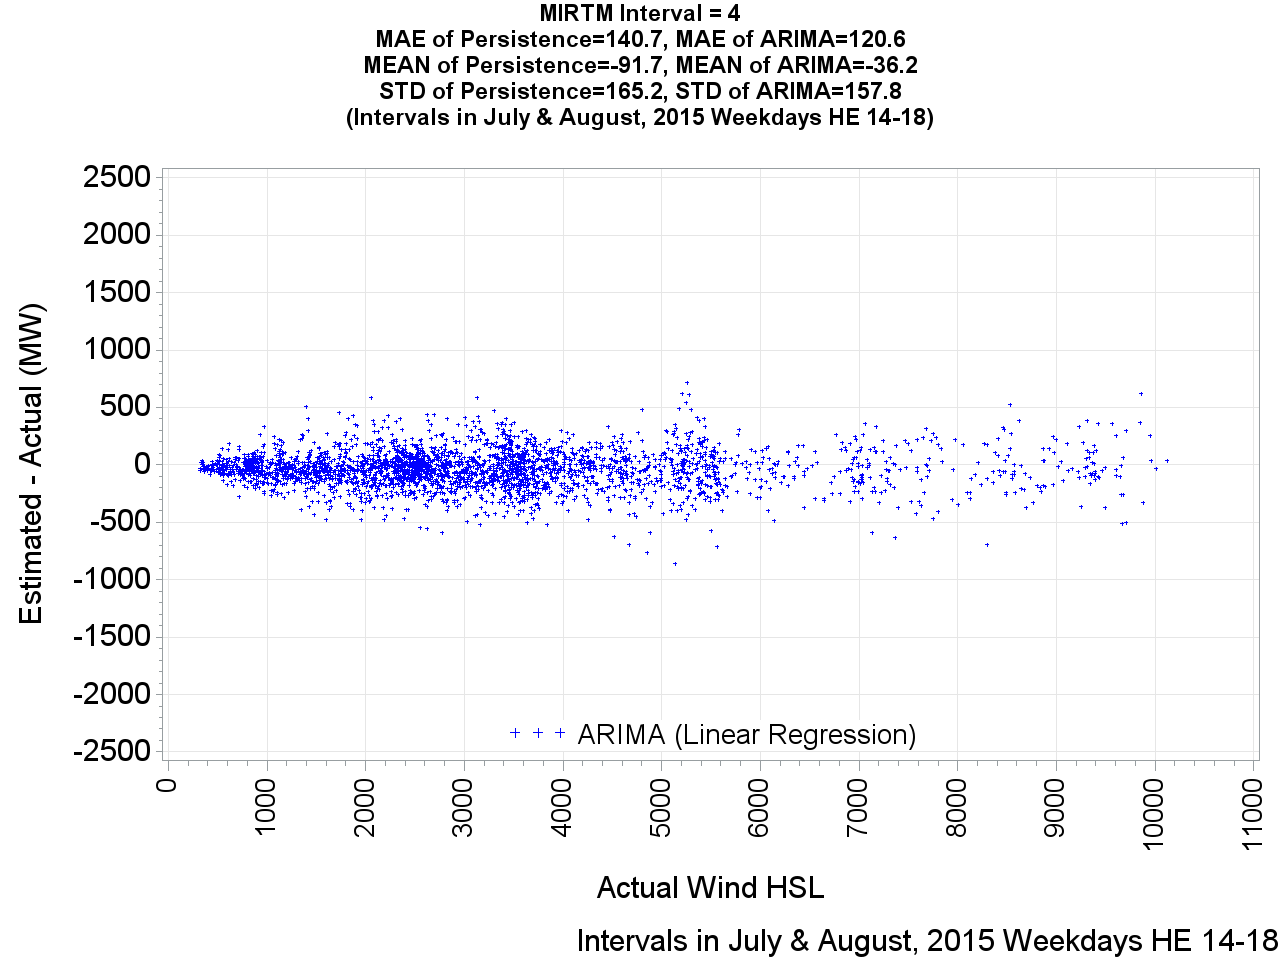 MIRTM Interval = 4
MAE of Persistence=140.7, MAE of ARIMA=120.6
MEAN of Persistence=-91.7, MEAN of ARIMA=-36.2
STD of Persistence=165.2, STD of ARIMA=157.8
(Intervals in July & August, 2015 Weekdays HE 14-18)
2500
2000
1500
1000
500
0
-500
-1000
-1500
-2000
-2500
Estimated - Actual (MW)
ARIMA (Linear Regression)
0
1000
2000
3000
4000
5000
6000
7000
8000
9000
10000
11000
Actual Wind HSL
Intervals in July & August, 2015 Weekdays HE 14-18